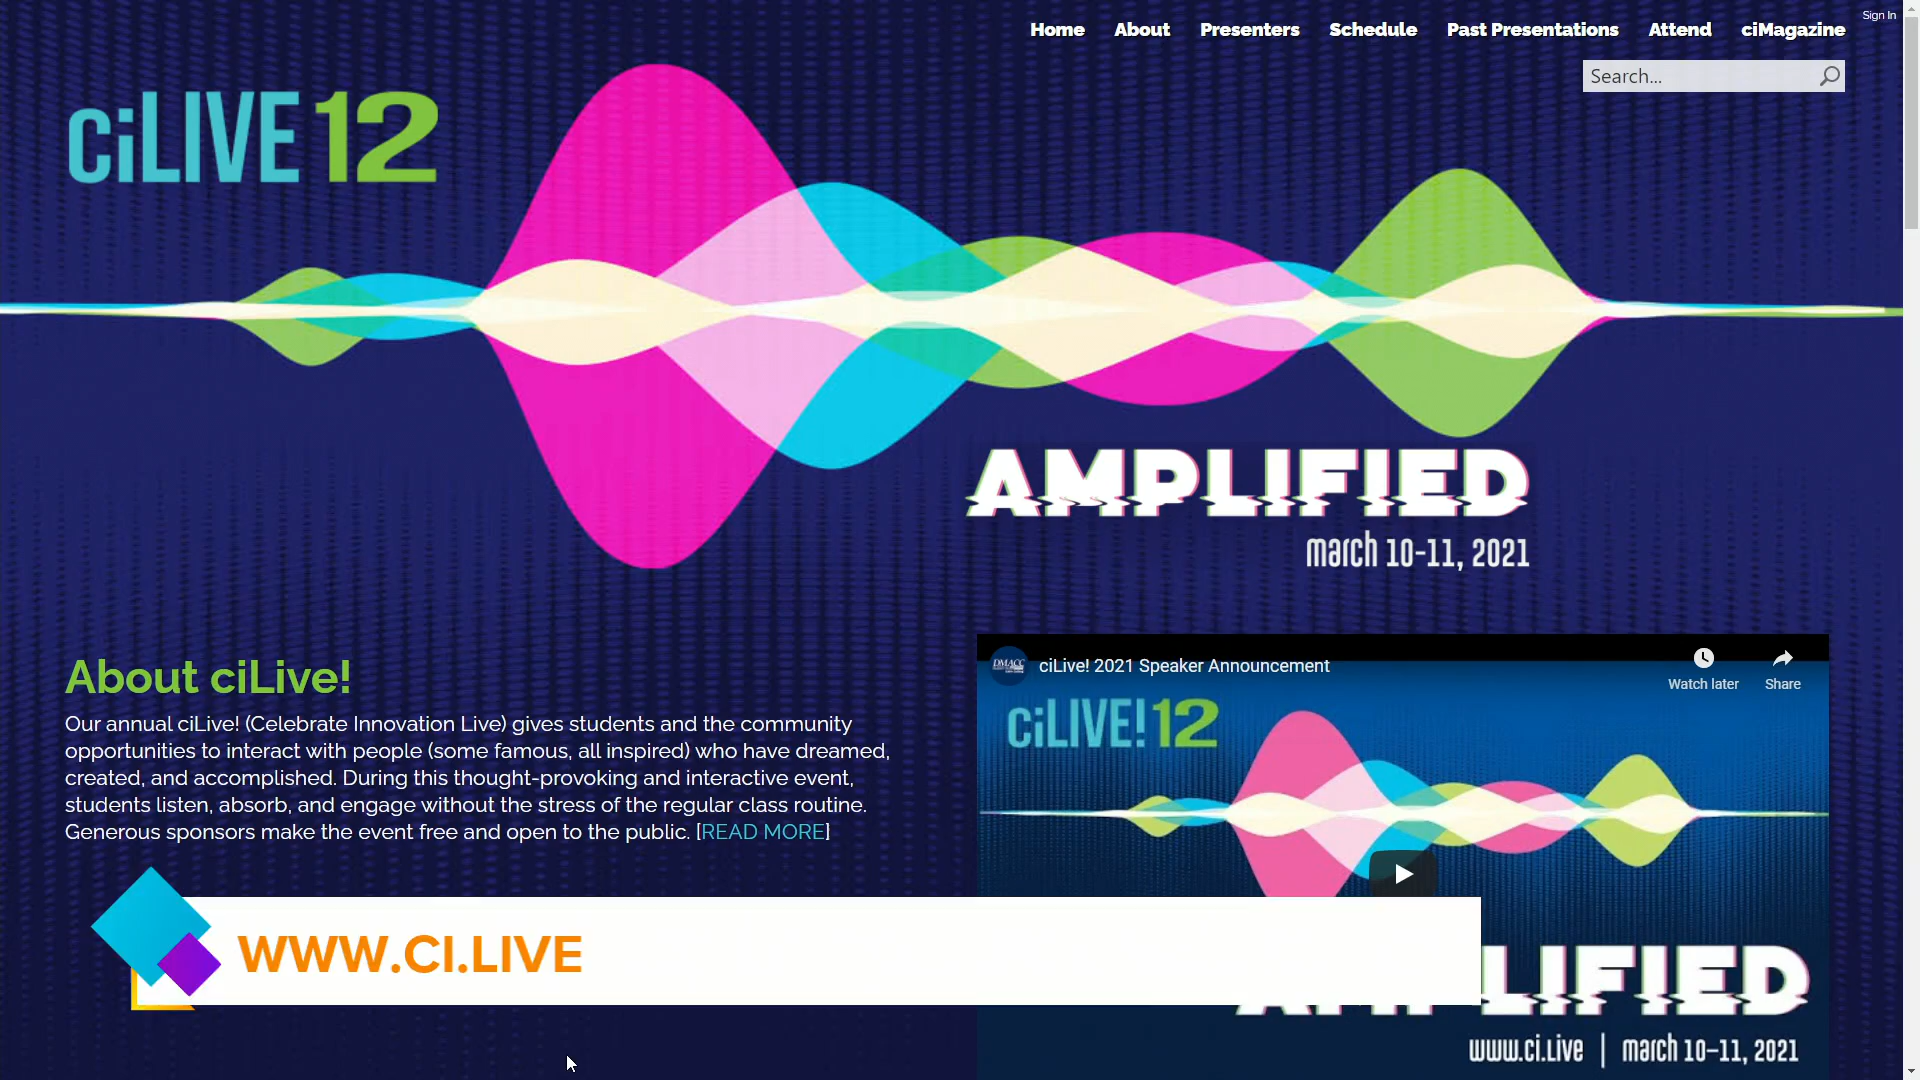 Home About Presenters Schedule Past Presentations Attend ciMagazine Sign In
Search...
ciLIVE 12
AMPLIFIED
march 10-11, 2021
About ciLive!
Our annual ciLive! (Celebrate Innovation Live) gives students and the community
opportunities to interact with people (some famous, all inspired) who have dreamed,
created, and accomplished. During this thought-provoking and interactive event,
students listen, absorb, and engage without the stress of the regular class routine.
Generous sponsors make the event free and open to the public. [READ MORE]
DMACC
ciLive! 2021 Speaker Announcement
Watch later
Share
ciLIVE! 12
WWW.CI.LIVE
LIFIED
www.ci.Live | march 10-11, 2021